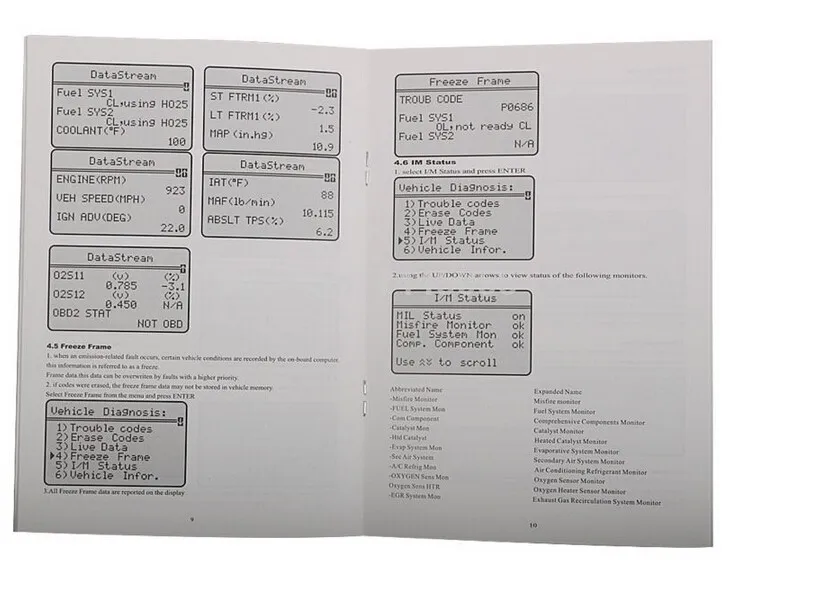 DataStream
Fuel SYS1
CL,using HO2S
Fuel SYS2
CL,using HO2S
COOLANT(°F)
100
DataStream
ST FTRM1(%)
-2.3
LT FTRM1(%)
1.5
MAP(in.hg)
10.9
DataStream
ENGINE(RPM)
923
VEH SPEED(MPH)
0
IGN ADV(DEG)
22.0
DataStream
IAT(°F)
88
MAF(lb/min)
10.115
ABSLT TPS(%)
6.2
DataStream
O2S11 (v) (%)
0.785 -3.1
O2S12 (v) (%)
0.450 N/A
OBD2 STAT
NOT OBD
4.5 Freeze Frame
1. when an emission-related fault occurs, certain vehicle conditions are recorded by the on-board computer.
this information is referred to as a freeze.
Frame data.this data can be overwriten by faults with a higher priority.
2. if codes were erased, the freeze frame data may not be stored in vehicle memory.
Select Freeze Frame from the menu and press ENTER
Vehicle Diagnosis:
1)Trouble codes
2)Erase Codes
3)Live Data
4)Freeze Frame
5)I/M Status
6)Vehicle Infor.
3.All Freeze Frame data are reported on the display
9
Freeze Frame
TROUB CODE
P0686
Fuel SYS1
OL,not ready CL
Fuel SYS2
N/A
4.6 IM Status
1. select I/M Status and press ENTER
Vehicle Diagnosis:
1)Trouble codes
2)Erase Codes
3)Live Data
4)Freeze Frame
5)I/M Status
6)Vehicle Infor.
2.using the UP/DOWN arrows to view status of the following monitors.
I/M Status
MIL Status on
Misfire Monitor ok
Fuel System Mon ok
Comp. Component ok
Use to scroll
Abbreviated Name Expanded Name
-Misfire Monitor Misfire monitor
-FUEL System Mon Fuel System Monitor
-Com Component Comprehensive Components Monitor
-Catalyst Mon Catalyst Monitor
-Htd Catalyst Heated Catalyst Monitor
-Evap System Mon Evaporative System Monitor
-Sec Air System Secondary Air System Monitor
-A/C Refrig Mon Air Conditioning Refrigerant Monitor
-OXYGEN Sens Mon Oxygen Sensor Monitor
Oxygen Sens HTR Oxygen Heater Sensor Monitor
-EGR System Mon Exhaust Gas Recirculation System Monitor
10